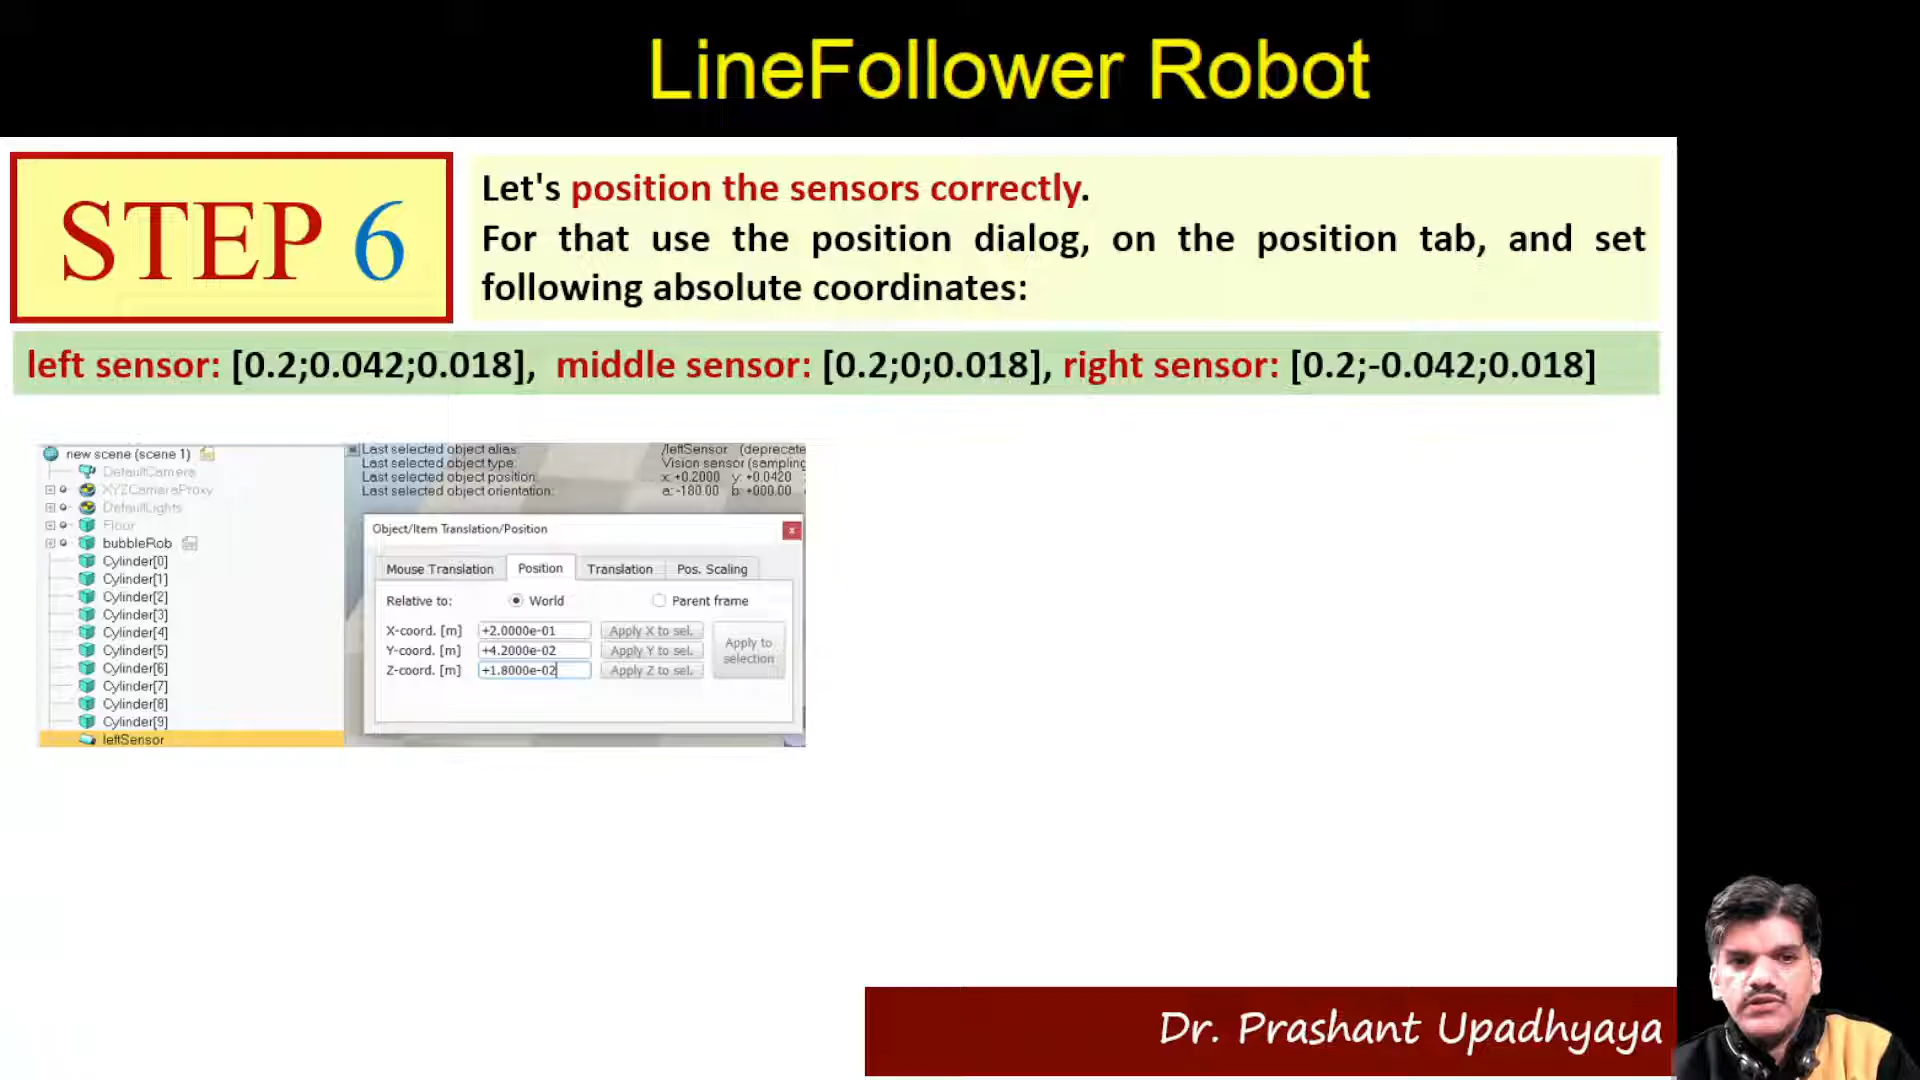 LineFollower Robot
STEP 6
Let's position the sensors correctly.
For that use the position dialog, on the position tab, and set
following absolute coordinates:
left sensor: [0.2;0.042;0.018], middle sensor: [0.2;0;0.018], right sensor: [0.2;-0.042;0.018]
new scene (scene 1)
DefaultCamera
XYZCameraProxy
DefaultLights
Floor
bubbleRob
Cylinder[0]
Cylinder[1]
Cylinder[2]
Cylinder[3]
Cylinder[4]
Cylinder[5]
Cylinder[6]
Cylinder[7]
Cylinder[8]
Cylinder[9]
leftSensor
Last selected object alias: /leftSensor (deprecate
Last selected object type: Vision sensor (sampling
Last selected object position: x: +0.2000 y: +0.0420
Last selected object orientation: a: -180.00 b: +000.00
Object/Item Translation/Position
x
Mouse Translation Position Translation Pos. Scaling
Relative to: World Parent frame
X-coord. [m] +2.0000e-01 Apply X to sel.
Y-coord. [m] +4.2000e-02 Apply Y to sel.
Z-coord. [m] +1.8000e-02 Apply Z to sel.
Apply to
selection
Dr. Prashant Upadhyaya